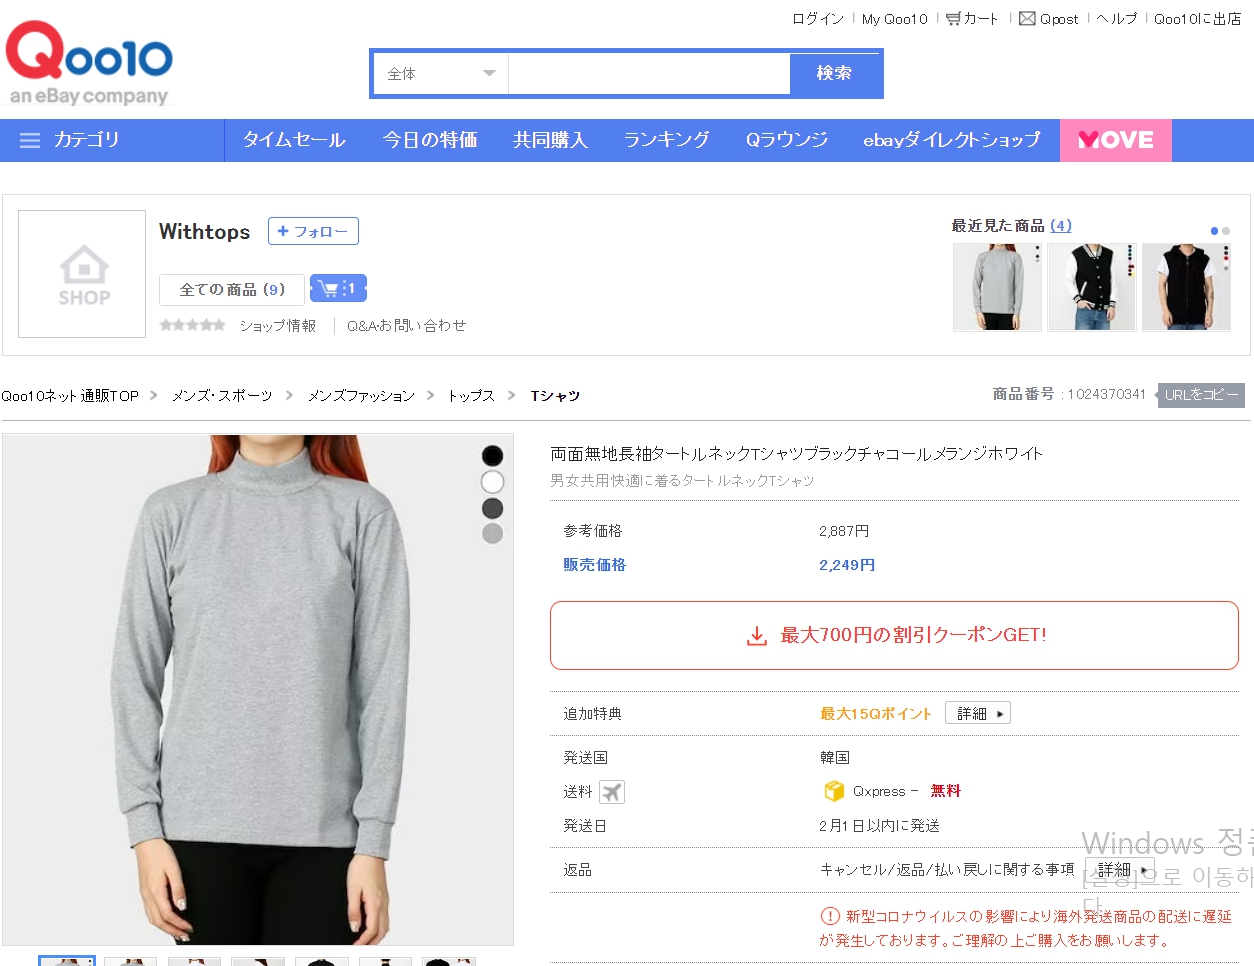 ログイン My Qoo10 カート Qpost ヘルプ Qoo10に出店
Qoo10
an eBay company
全体 検索
カテゴリ タイムセール 今日の特価 共同購入 ランキング Qラウンジ ebayダイレクトショップ MOVE
SHOP
Withtops + フォロー
全ての商品 (9) 1
ショップ情報 Q&A·お問い合わせ
最近見た商品 (4)
Qoo10ネット通販TOP > メンズ·スポーツ > メンズファッション > トップス > Tシャツ
商品番号 : 1024370341 URLをコピー
両面無地長袖タートルネックTシャツブラックチャコールメランジホワイト
男女共用快適に着るタートルネックTシャツ
参考価格 2,887円
販売価格 2,249円
最大700円の割引クーポンGET!
追加特典 最大15Qポイント 詳細
発送国 韓国
送料 Qxpress - 無料
発送日 2月1日以内に発送
返品 キャンセル/返品/払い戻しに関する事項 詳細
新型コロナウイルスの影響により海外発送商品の配送に遅延
が発生しております。ご理解の上ご購入をお願いします。
Windows 정품
[설정]으로 이동하
다.